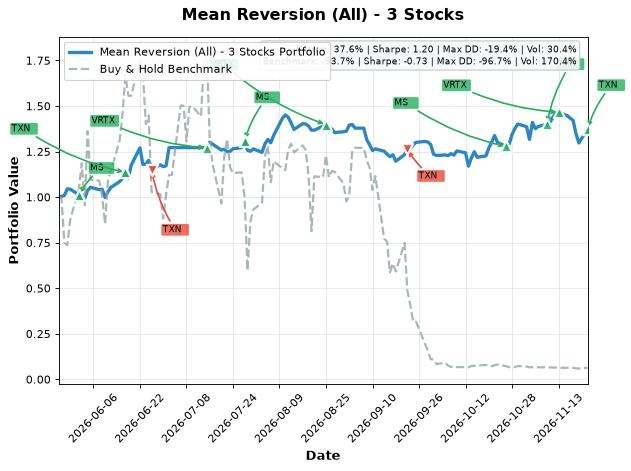 Mean Reversion (All) - 3 Stocks
Mean Reversion (All) - 3 Stocks Portfolio
Buy & Hold Benchmark
37.6% | Sharpe: 1.20 | Max DD: -19.4% | Vol: 30.4%
Sharpe: -0.73 | Max DD: -96.7% | Vol: 170.4%
TXN
MS
VRTX
TXN
MS
MS
TXN
VRTX
TXN
Portfolio Value
1.75
1.50
1.25
1.00
0.75
0.50
0.25
0.00
2026-06-06
2026-06-22
2026-07-08
2026-07-24
2026-08-09
2026-08-25
2026-09-10
2026-09-26
2026-10-12
2026-10-28
2026-11-13
Date